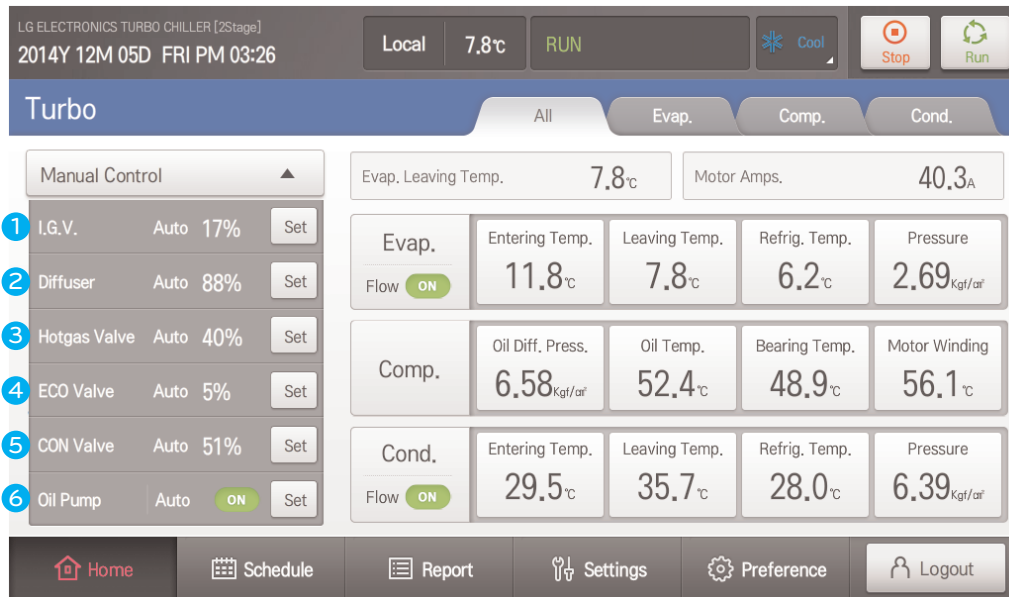 LG ELECTRONICS TURBO CHILLER [2Stage]
2014Y 12M 05D FRI PM 03:26
Local 7.8℃ RUN Cool Stop Run
Turbo All Evap. Comp. Cond.
Manual Control
1 I.G.V. Auto 17% Set
2 Diffuser Auto 88% Set
3 Hotgas Valve Auto 40% Set
4 ECO Valve Auto 5% Set
5 CON Valve Auto 51% Set
6 Oil Pump Auto ON Set
Evap. Leaving Temp. 7.8℃ Motor Amps. 40.3A
Evap. Entering Temp. Leaving Temp. Refrig. Temp. Pressure
Flow ON 11.8℃ 7.8℃ 6.2℃ 2.69Kgf/㎠
Comp. Oil Diff. Press. Oil Temp. Bearing Temp. Motor Winding
6.58Kgf/㎠ 52.4℃ 48.9℃ 56.1℃
Cond. Entering Temp. Leaving Temp. Refrig. Temp. Pressure
Flow ON 29.5℃ 35.7℃ 28.0℃ 6.39Kgf/㎠
Home Schedule Report Settings Preference Logout